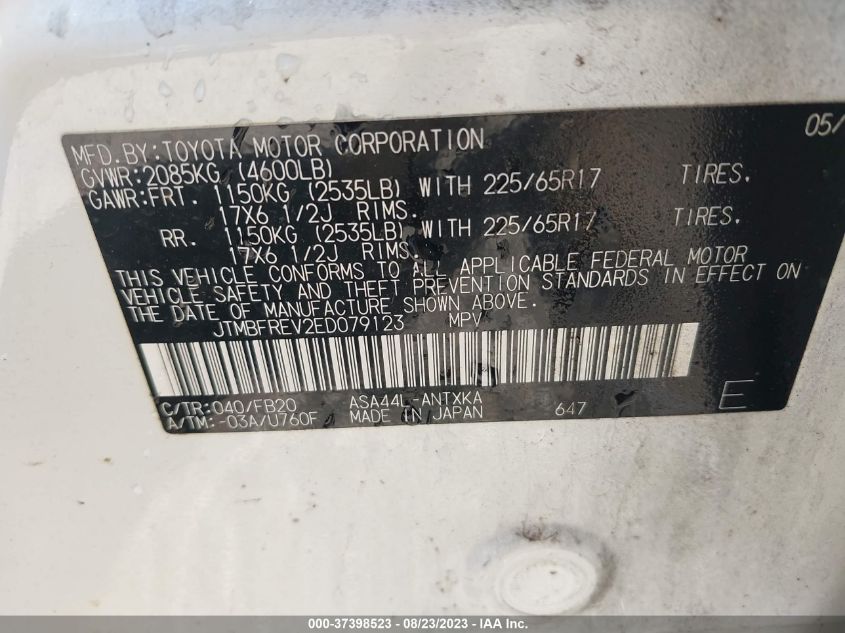 MFD.BY:TOYOTA MOTOR CORPORATION 05/
GVWR:2085KG (4600LB)
GAWR:FRT. 1150KG (2535LB) WITH 225/65R17 TIRES.
17X6 1/2J RIMS.
RR. 1150KG (2535LB) WITH 225/65R17 TIRES.
17X6 1/2J RIMS.
THIS VEHICLE CONFORMS TO ALL APPLICABLE FEDERAL MOTOR
VEHICLE SAFETY AND THEFT PREVENTION STANDARDS IN EFFECT ON
THE DATE OF MANUFACTURE SHOWN ABOVE.
JTMBFREV2ED079123 MPV
C/TR:040/FB20 ASA44L-ANTXKA
A/TM:-03A/U760F MADE IN JAPAN 647 E
000-37398523 - 08/23/2023 - IAA Inc.